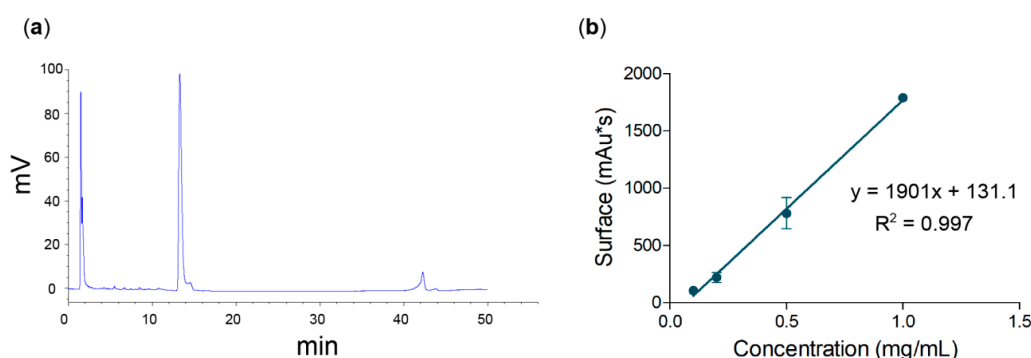 (a)
(b)
mV
100
80
60
40
20
0
0
10
20
30
40
50
min
Surface (mAu*s)
2000
1500
1000
500
0
y = 1901x + 131.1
R² = 0.997
0.0
0.5
1.0
1.5
Concentration (mg/mL)